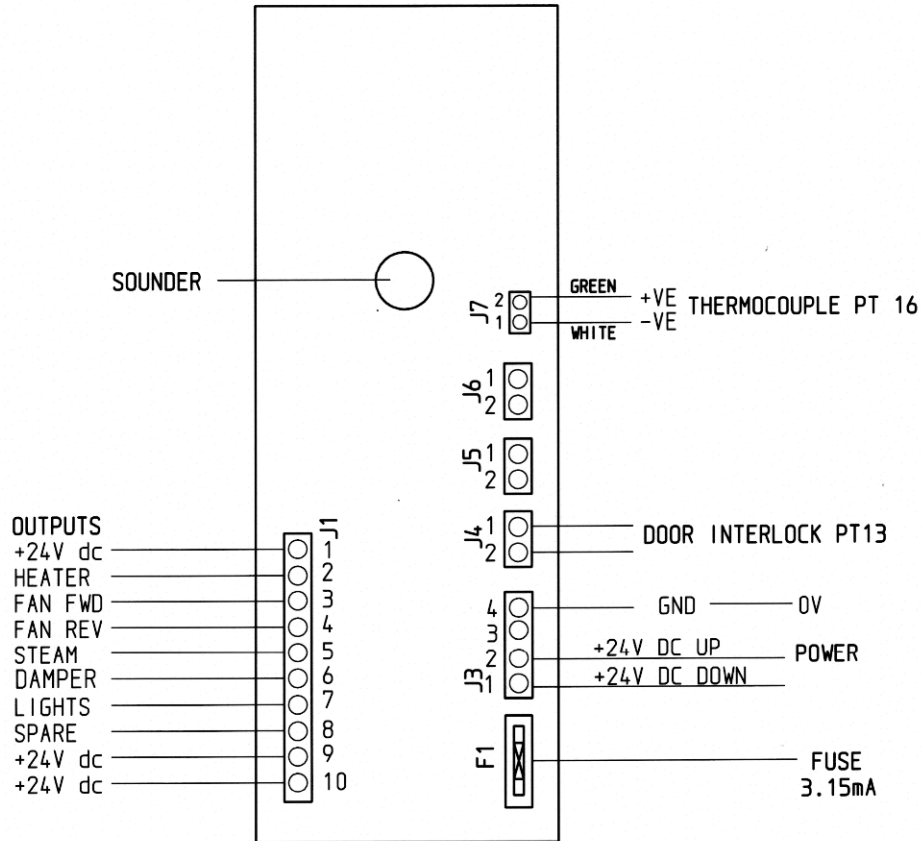 SOUNDER
J7
2
1
GREEN
WHITE
+VE
-VE
THERMOCOUPLE PT 16
J6
1
2
J5
1
2
J4
1
2
DOOR INTERLOCK PT13
J3
4
3
2
1
GND
0V
+24V DC UP
+24V DC DOWN
POWER
F1
FUSE
3.15mA
OUTPUTS
J1
+24V dc 1
HEATER 2
FAN FWD 3
FAN REV 4
STEAM 5
DAMPER 6
LIGHTS 7
SPARE 8
+24V dc 9
+24V dc 10